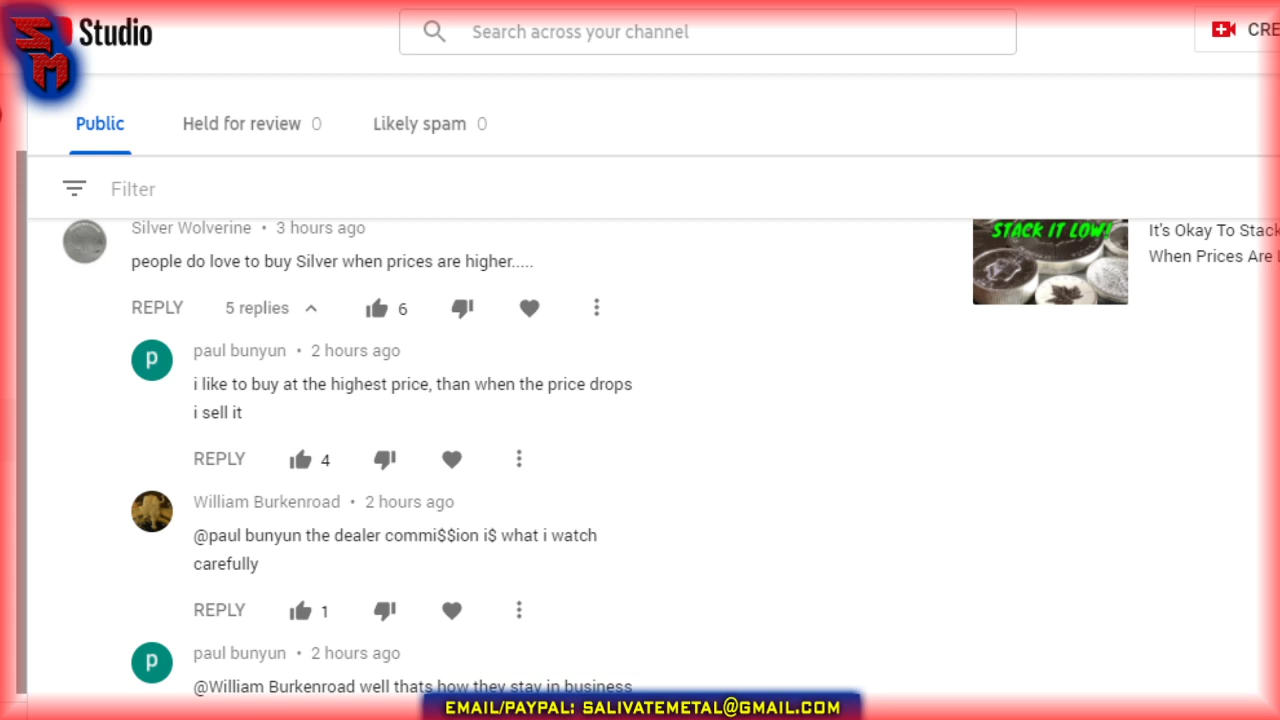 SM
Studio
Search across your channel
CRE
Public
Held for review 0
Likely spam 0
Filter
Silver Wolverine • 3 hours ago
people do love to buy Silver when prices are higher.....
REPLY 5 replies 6
STACK IT LOW!
It's Okay To Stack
When Prices Are L
paul bunyun • 2 hours ago
i like to buy at the highest price, than when the price drops
i sell it
REPLY 4
William Burkenroad • 2 hours ago
@paul bunyun the dealer commi$$ion i$ what i watch
carefully
REPLY 1
paul bunyun • 2 hours ago
@William Burkenroad well thats how they stay in business
EMAIL/PAYPAL: SALIVATEMETAL@GMAIL.COM
p
p